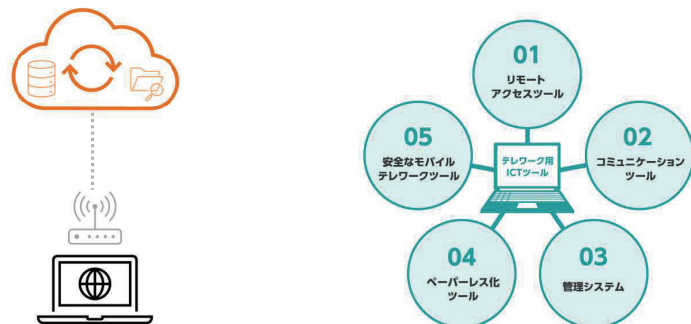 01
リモート
アクセスツール
02
コミュニケーション
ツール
03
管理システム
04
ペーパーレス化
ツール
05
安全なモバイル
テレワークツール
テレワーク用
ICTツール